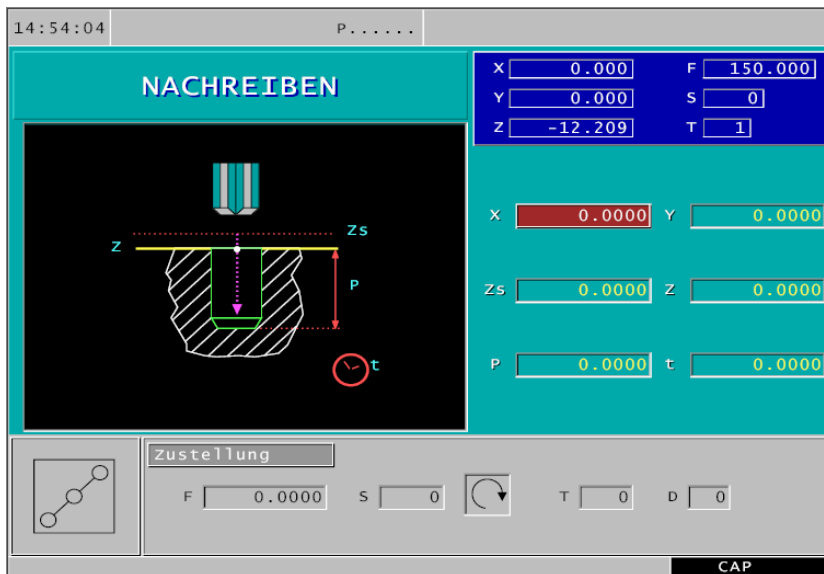 14:54:04 P......
NACHREIBEN
X 0.000 F 150.000
Y 0.000 S 0
Z -12.209 T 1
Zs
Z
P
t
X 0.0000 Y 0.0000
Zs 0.0000 Z 0.0000
P 0.0000 t 0.0000
Zustellung
F 0.0000 S 0 T 0 D 0
CAP